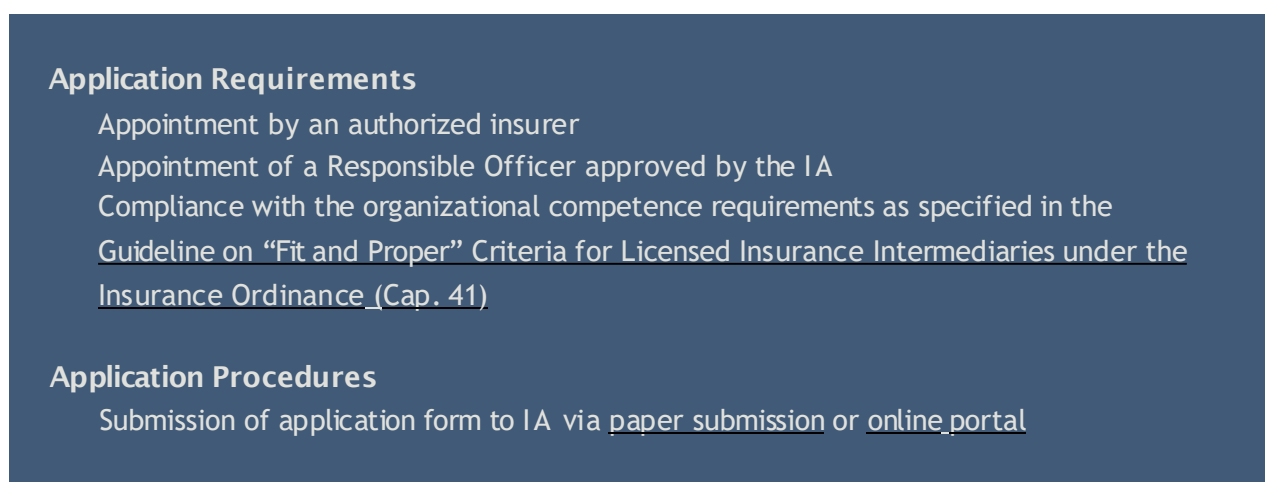 Application Requirements
Appointment by an authorized insurer
Appointment of a Responsible Officer approved by the IA
Compliance with the organizational competence requirements as specified in the
Guideline on “Fit and Proper” Criteria for Licensed Insurance Intermediaries under the
Insurance Ordinance (Cap. 41)
Application Procedures
Submission of application form to IA via paper submission or online portal